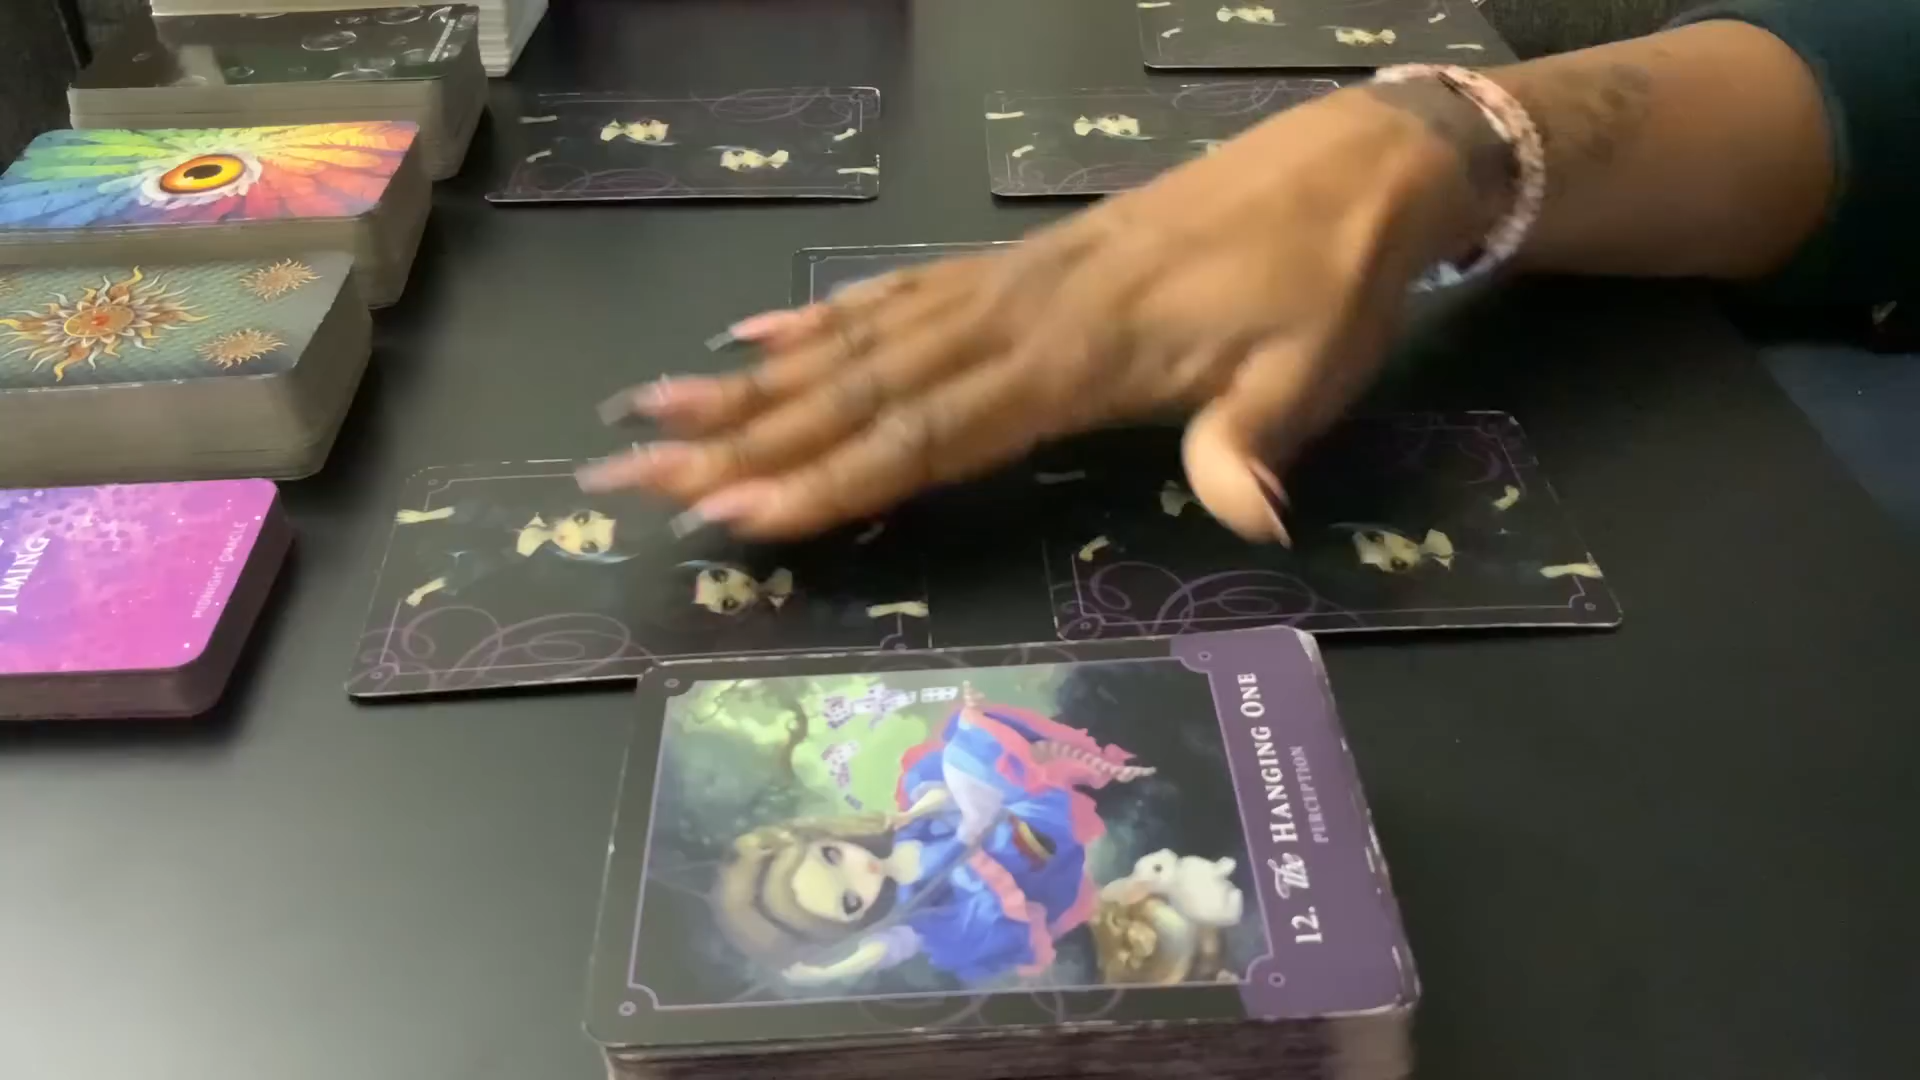 TIMING
MIDNIGHT ORACLE
12. The HANGING ONE
PERCEPTION